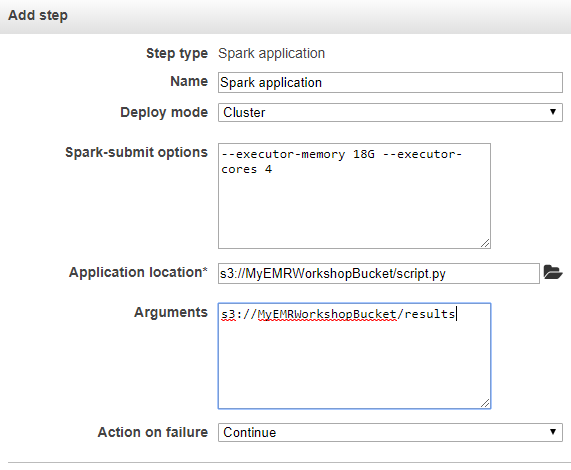 Add step
Step type Spark application
Name Spark application
Deploy mode Cluster
Spark-submit options --executor-memory 18G --executor-
cores 4
Application location* s3://MyEMRWorkshopBucket/script.py
Arguments s3://MyEMRWorkshopBucket/results
Action on failure Continue